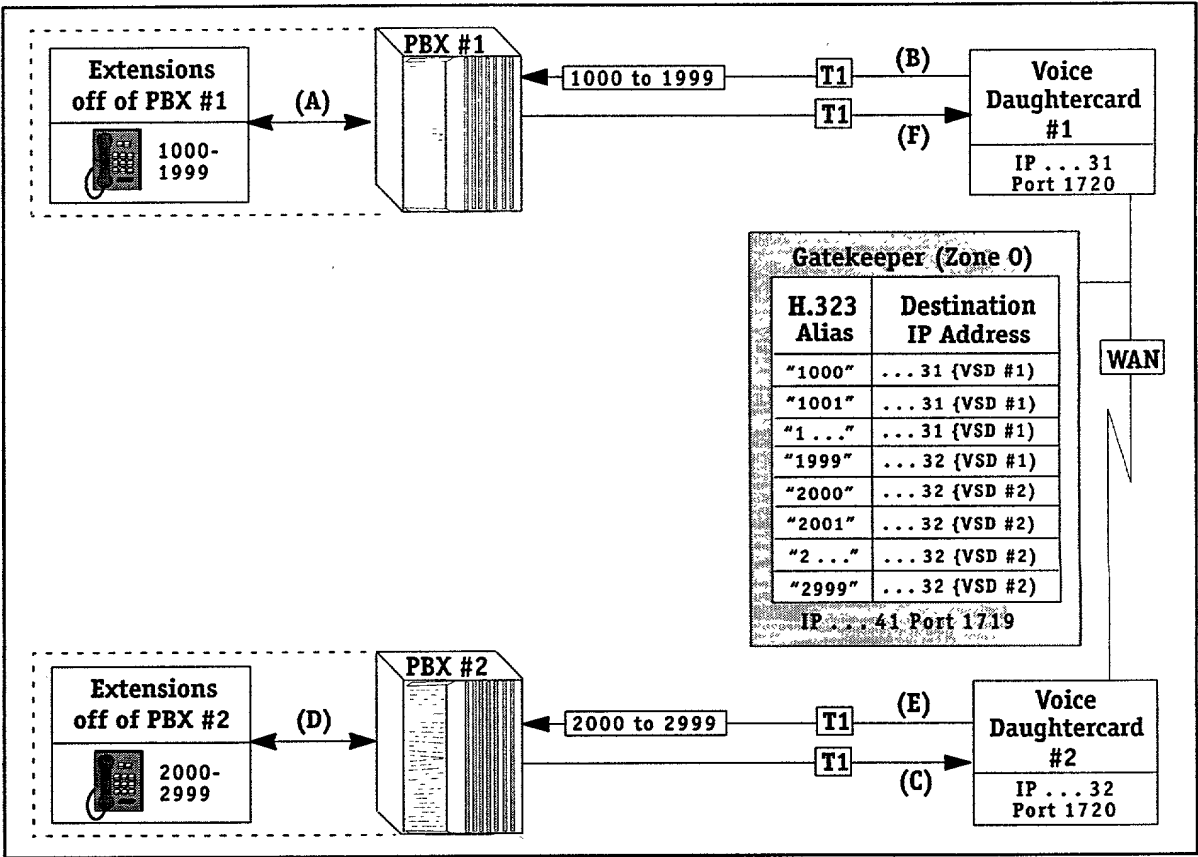 PBX #1
Extensions
off of PBX #1
1000-
1999
(A)
1000 to 1999
T1
(B)
T1
(F)
Voice
Daughtercard
#1
IP ... 31
Port 1720
Gatekeeper (Zone 0)
H.323
Alias
Destination
IP Address
"1000" ... 31 {VSD #1)
"1001" ... 31 {VSD #1)
"1 ..." ... 31 {VSD #1)
"1999" ... 32 {VSD #1)
"2000" ... 32 {VSD #2)
"2001" ... 32 {VSD #2)
"2 ..." ... 32 {VSD #2)
"2999" ... 32 {VSD #2)
IP ... 41 Port 1719
WAN
PBX #2
Extensions
off of PBX #2
2000-
2999
(D)
2000 to 2999
T1
(E)
T1
(C)
Voice
Daughtercard
#2
IP ... 32
Port 1720